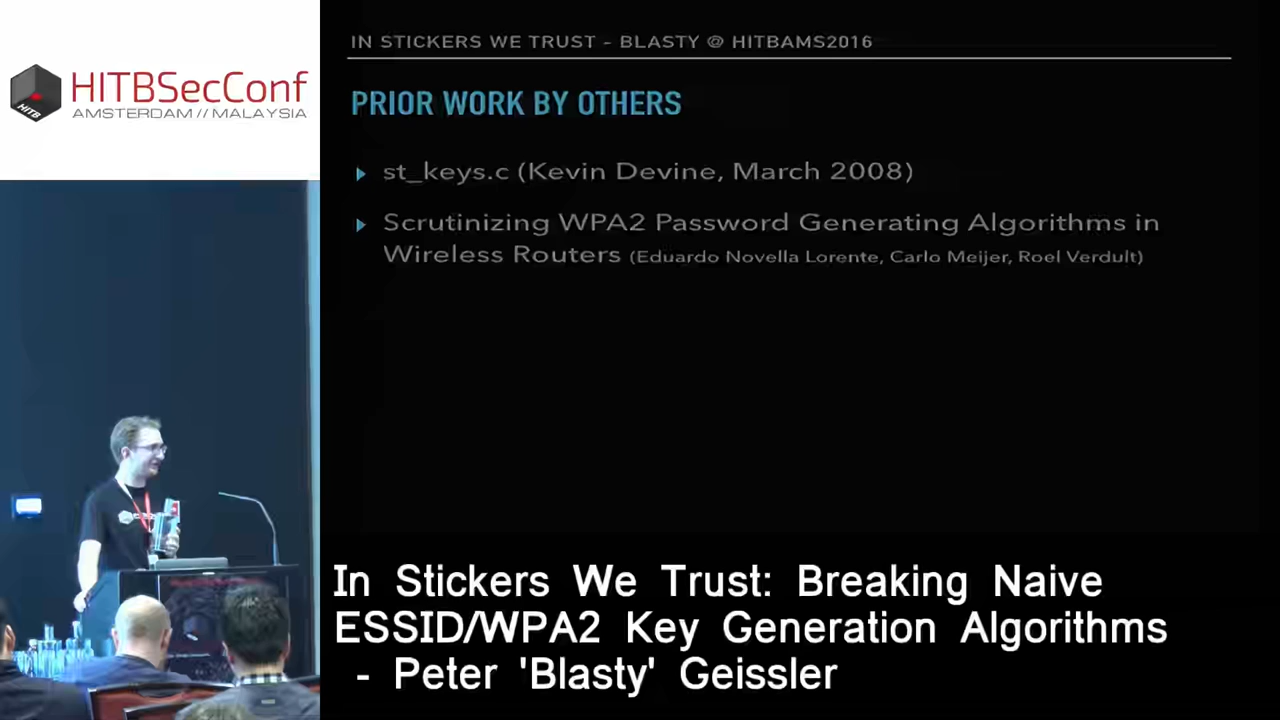 HITB
HITBSecConf
AMSTERDAM // MALAYSIA
IN STICKERS WE TRUST - BLASTY @ HITBAMS2016
PRIOR WORK BY OTHERS
st_keys.c (Kevin Devine, March 2008)
Scrutinizing WPA2 Password Generating Algorithms in
Wireless Routers (Eduardo Novella Lorente, Carlo Meijer, Roel Verdult)
In Stickers We Trust: Breaking Naive
ESSID/WPA2 Key Generation Algorithms
- Peter 'Blasty' Geissler